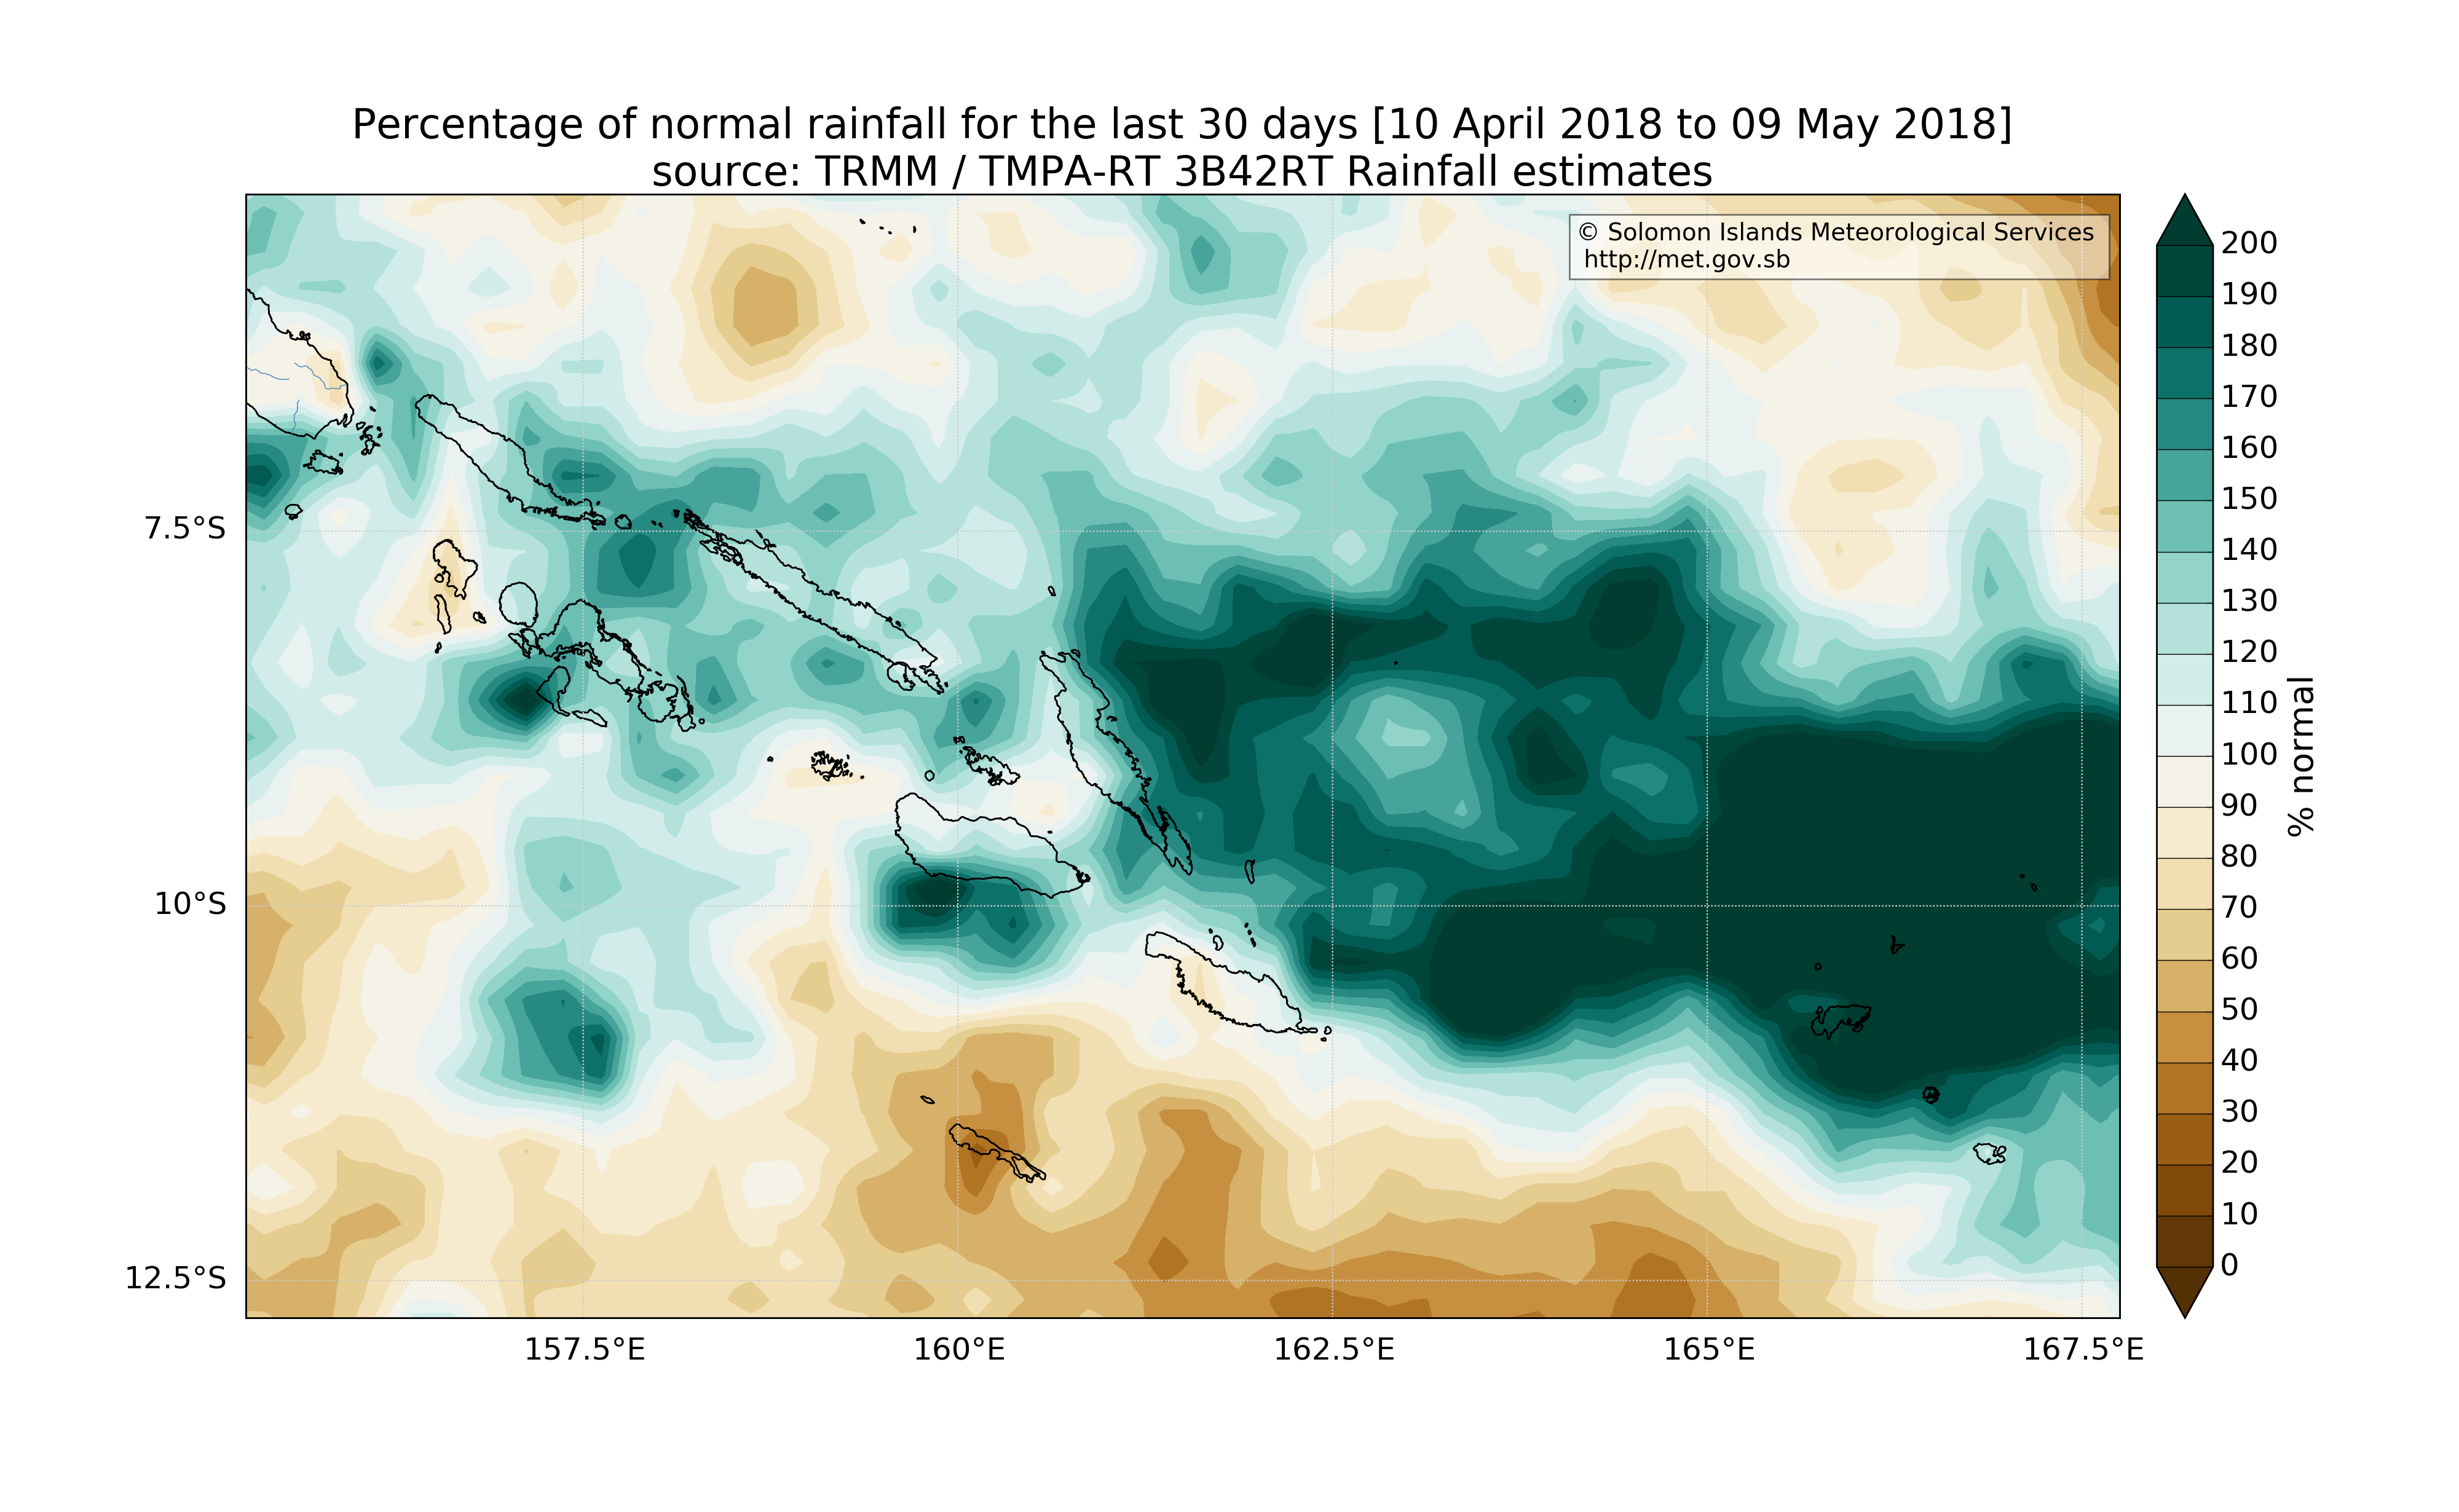 Percentage of normal rainfall for the last 30 days [10 April 2018 to 09 May 2018]
source: TRMM / TMPA-RT 3B42RT Rainfall estimates
© Solomon Islands Meteorological Services
http://met.gov.sb
7.5°S
10°S
12.5°S
157.5°E
160°E
162.5°E
165°E
167.5°E
200
190
180
170
160
150
140
130
120
110
100
90
80
70
60
50
40
30
20
10
0
% normal